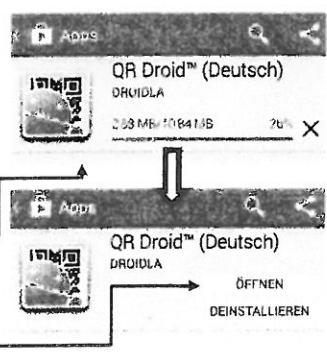 Apps
QR Droid™ (Deutsch)
DROIDLA
26%
Apps
QR Droid™ (Deutsch)
DROIDLA
ÖFFNEN
DEINSTALLIEREN